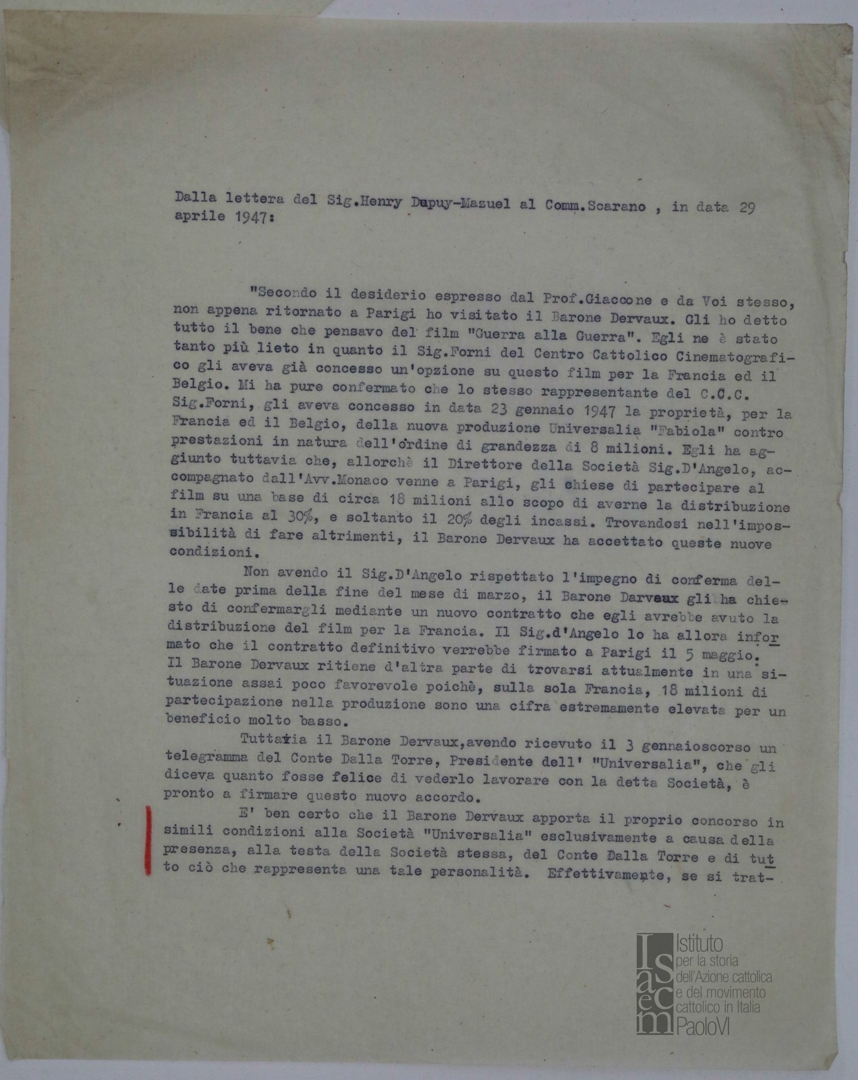 Dalla lettera del Sig.Henry Dupuy-Mazuel al Comm.Scarano , in data 29
aprile 1947:
"Secondo il desiderio espresso dal Prof.Giaccone e da Voi stesso,
non appena ritornato a Parigi ho visitato il Barone Dervaux. Gli ho detto
tutto il bene che pensavo del film "Guerra alla Guerra". Egli ne è stato
tanto più lieto in quanto il Sig.Forni del Centro Cattolico Cinematografi-
co gli aveva già concesso un'opzione su questo film per la Francia ed il
Belgio. Mi ha pure confermato che lo stesso rappresentante del C.C.C.
Sig.Forni, gli aveva concesso in data 23 gennaio 1947 la proprietà, per la
Francia ed il Belgio, della nuova produzione Universalia "Fabiola" contro
prestazioni in natura dell'ordine di grandezza di 8 milioni. Egli ha ag-
giunto tuttavia che, allorchè il Direttore della Società Sig.D'Angelo, ac-
compagnato dall'Avv.Monaco venne a Parigi, gli chiese di partecipare al
film su una base di circa 18 milioni allo scopo di averne la distribuzione
in Francia al 30%, e soltanto il 20% degli incassi. Trovandosi nell'impos-
sibilità di fare altrimenti, il Barone Dervaux ha accettato queste nuove
condizioni.
Non avendo il Sig.D'Angelo rispettato l'impegno di conferma del-
le date prima della fine del mese di marzo, il Barone Darveux gli ha chie-
sto di confermargli mediante un nuovo contratto che egli avrebbe avuto la
distribuzione del film per la Francia. Il Sig.d'Angelo lo ha allora infor
mato che il contratto definitivo verrebbe firmato a Parigi il 5 maggio.
Il Barone Dervaux ritiene d'altra parte di trovarsi attualmente in una si-
tuazione assai poco favorevole poichè, sulla sola Francia, 18 milioni di
partecipazione nella produzione sono una cifra estremamente elevata per un
beneficio molto basso.
Tuttavia il Barone Dervaux,avendo ricevuto il 3 gennaioscorso un
telegramma del Conte Dalla Torre, Presidente dell' "Universalia", che gli
diceva quanto fosse felice di vederlo lavorare con la detta Società, è
pronto a firmare questo nuovo accordo.
E' ben certo che il Barone Dervaux apporta il proprio concorso in
simili condizioni alla Società "Universalia" esclusivamente a causa della
presenza, alla testa della Società stessa, del Conte Dalla Torre e di tut
to ciò che rappresenta una tale personalità. Effettivamente, se si trat-
Isacem
Istituto
per la storia
dell'Azione cattolica
e del movimento
cattolico in Italia
PaoloVI